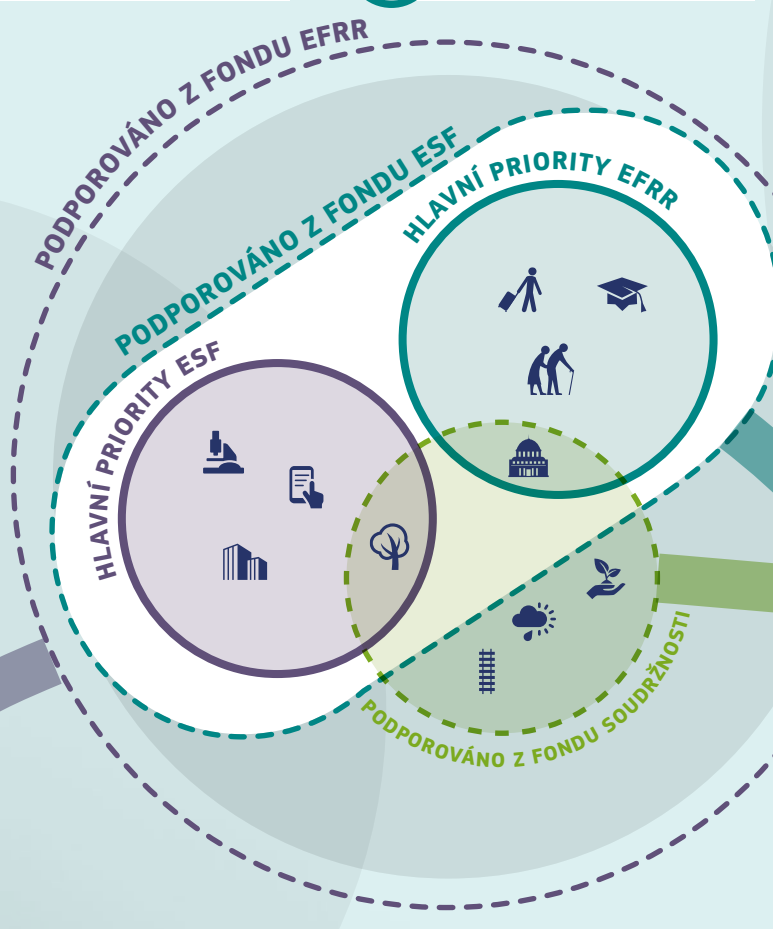 PODPOROVÁNO Z FONDU EFRR
PODPOROVÁNO Z FONDU ESF
HLAVNÍ PRIORITY EFRR
HLAVNÍ PRIORITY ESF
PODPOROVÁNO Z FONDU SOUDRŽNOSTI